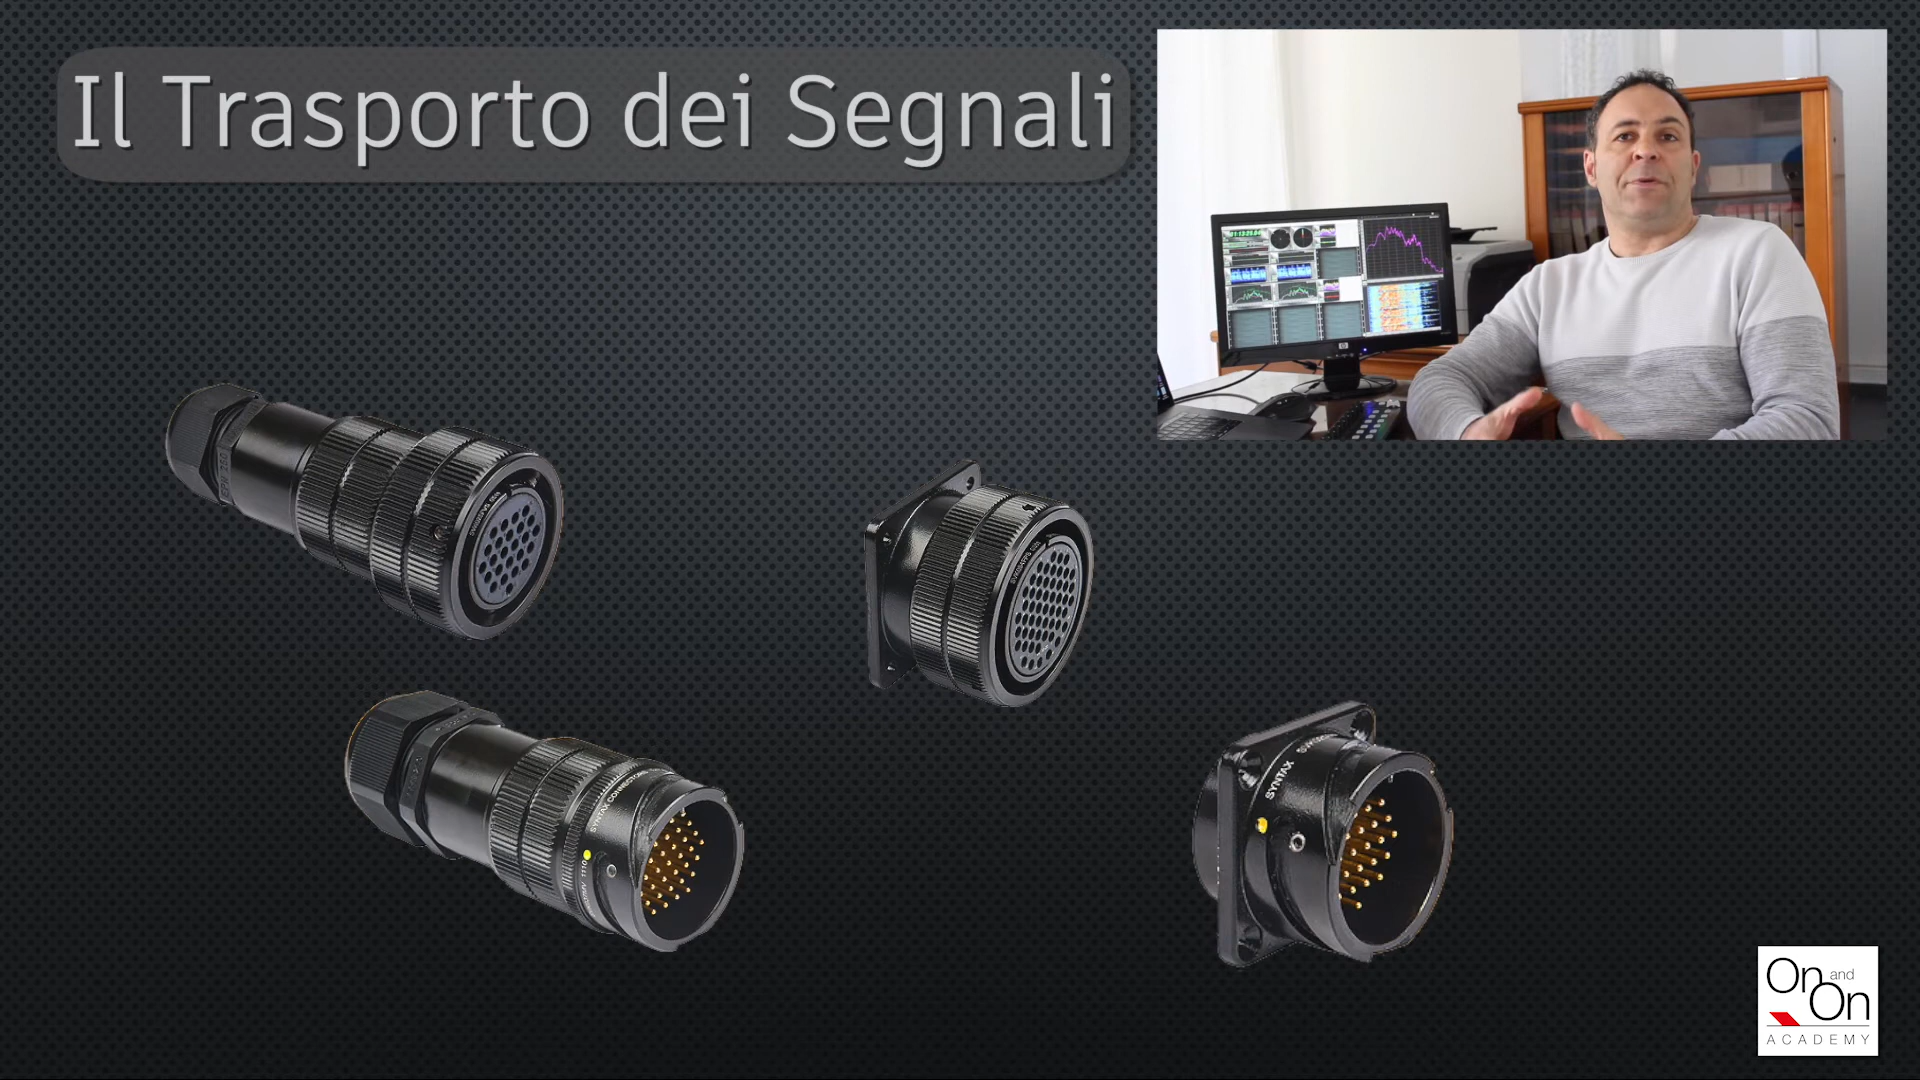 Il Trasporto dei Segnali
SYNTAX
SYNTAX CONNECTORS
On and
On
ACADEMY